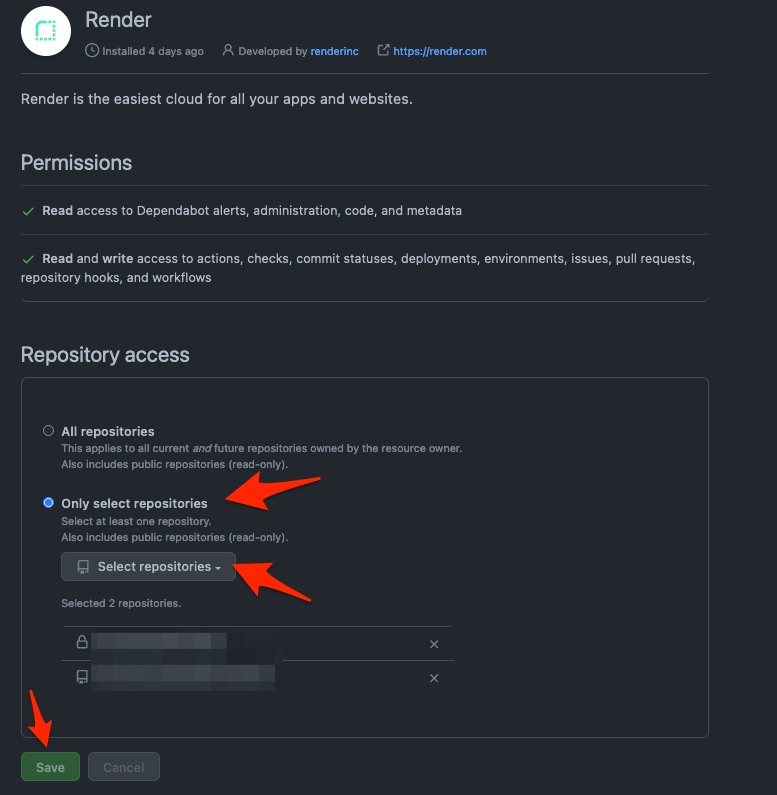 Render
Installed 4 days ago Developed by renderinc https://render.com
Render is the easiest cloud for all your apps and websites.
Permissions
Read access to Dependabot alerts, administration, code, and metadata
Read and write access to actions, checks, commit statuses, deployments, environments, issues, pull requests,
repository hooks, and workflows
Repository access
All repositories
This applies to all current and future repositories owned by the resource owner.
Also includes public repositories (read-only).
Only select repositories
Select at least one repository.
Also includes public repositories (read-only).
Select repositories
Selected 2 repositories.
Save Cancel